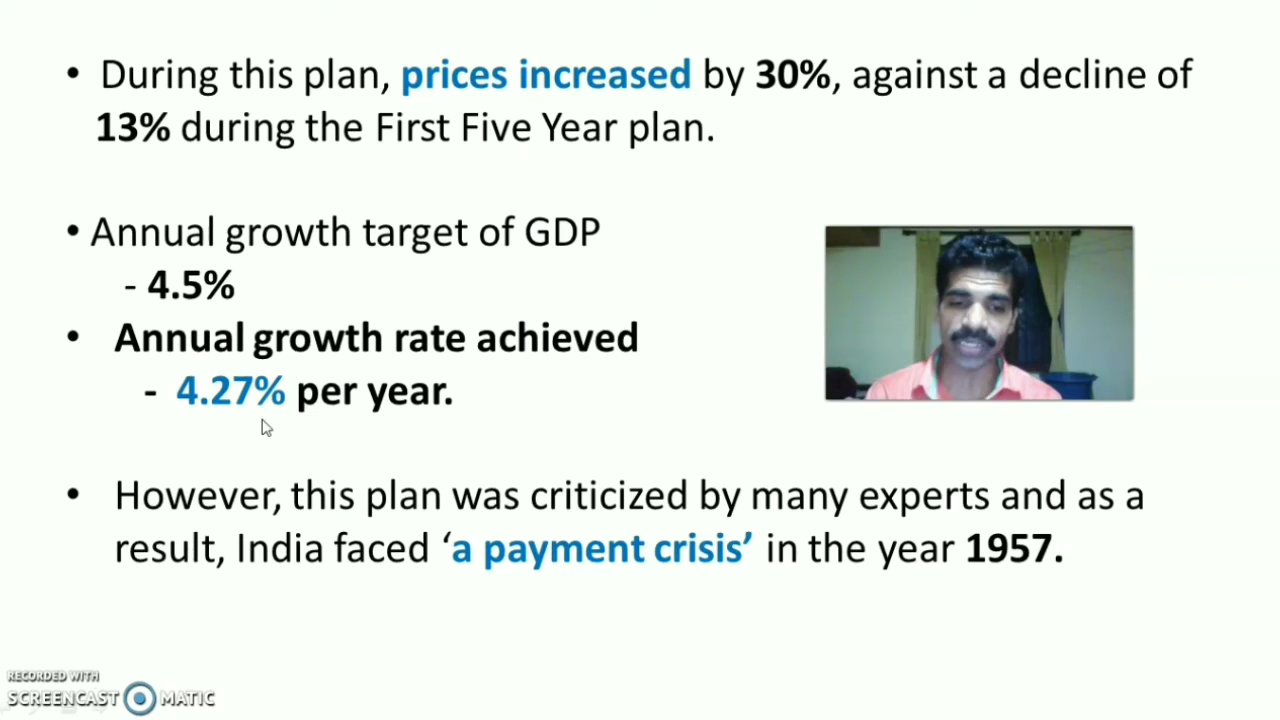 • During this plan, prices increased by 30%, against a decline of
13% during the First Five Year plan.
• Annual growth target of GDP
- 4.5%
• Annual growth rate achieved
- 4.27% per year.
• However, this plan was criticized by many experts and as a
result, India faced ‘a payment crisis’ in the year 1957.
RECORDED WITH
SCREENCAST MATIC